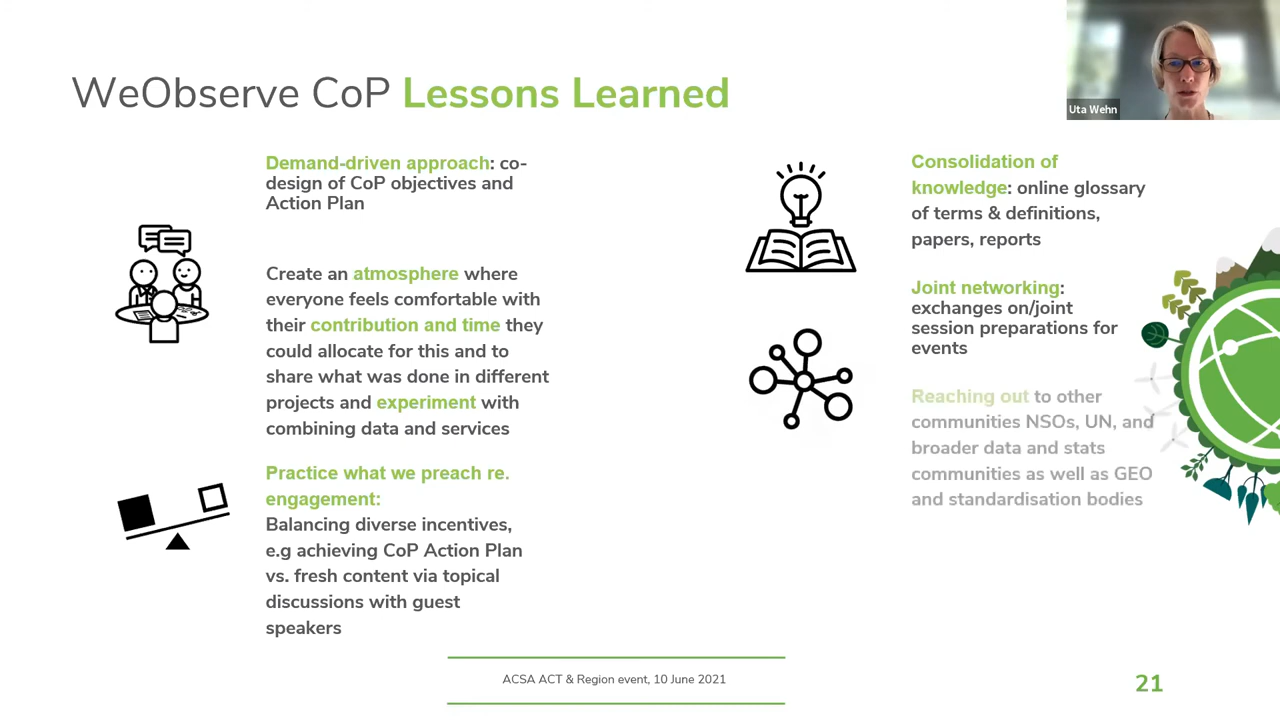 WeObserve CoP Lessons Learned
Uta Wehn
Demand-driven approach: co-
design of CoP objectives and
Action Plan
Create an atmosphere where
everyone feels comfortable with
their contribution and time they
could allocate for this and to
share what was done in different
projects and experiment with
combining data and services
Practice what we preach re.
engagement:
Balancing diverse incentives,
e.g achieving CoP Action Plan
vs. fresh content via topical
discussions with guest
speakers
Consolidation of
knowledge: online glossary
of terms & definitions,
papers, reports
Joint networking:
exchanges on/joint
session preparations for
events
Reaching out to other
communities NSOs, UN, and
broader data and stats
communities as well as GEO
and standardisation bodies
ACSA ACT & Region event, 10 June 2021
21